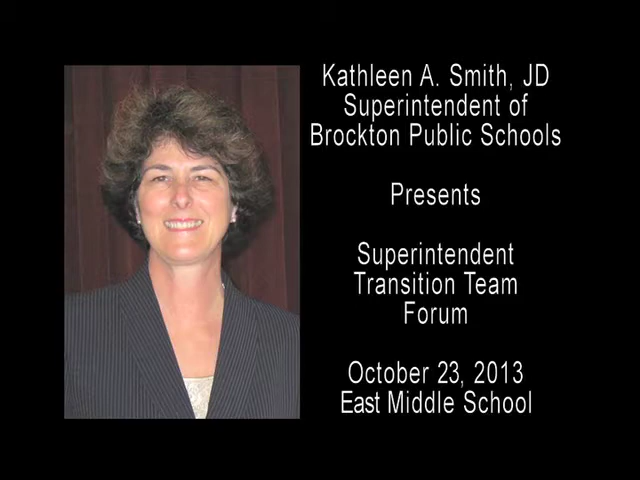 Kathleen A. Smith, JD
Superintendent of
Brockton Public Schools
Presents
Superintendent
Transition Team
Forum
October 23, 2013
East Middle School